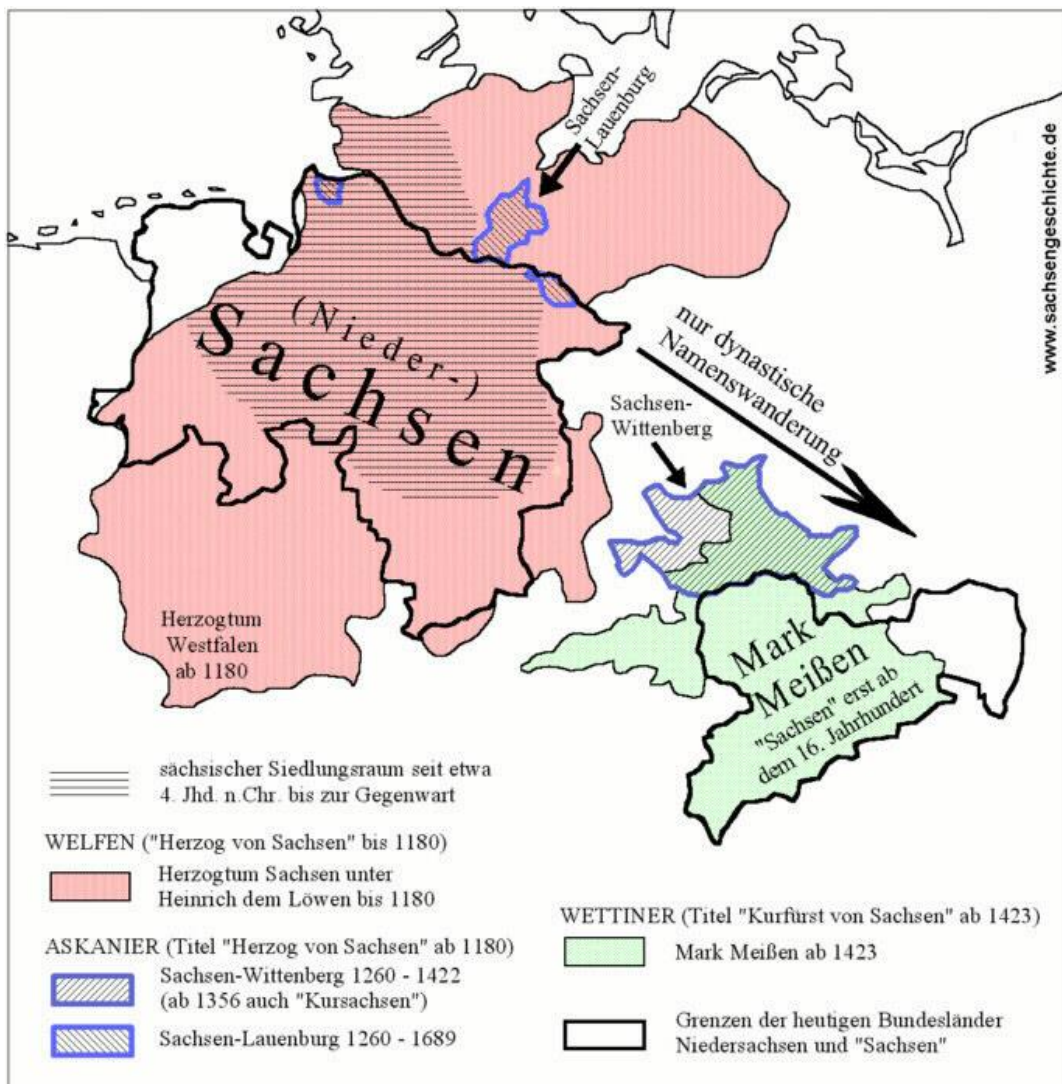 Sachsen-
Lauenburg
www.sachsengeschichte.de
(Nieder-)
Sachsen
nur dynastische
Namenswanderung
Sachsen-
Wittenberg
Herzogtum
Westfalen
ab 1180
Mark
Meißen
"Sachsen" erst ab
dem 16. Jahrhundert
sächsischer Siedlungsraum seit etwa
4. Jhd. n.Chr. bis zur Gegenwart
WELFEN ("Herzog von Sachsen" bis 1180)
Herzogtum Sachsen unter
Heinrich dem Löwen bis 1180
ASKANIER (Titel "Herzog von Sachsen" ab 1180)
Sachsen-Wittenberg 1260 - 1422
(ab 1356 auch "Kursachsen")
Sachsen-Lauenburg 1260 - 1689
WETTINER (Titel "Kurfürst von Sachsen" ab 1423)
Mark Meißen ab 1423
Grenzen der heutigen Bundesländer
Niedersachsen und "Sachsen"